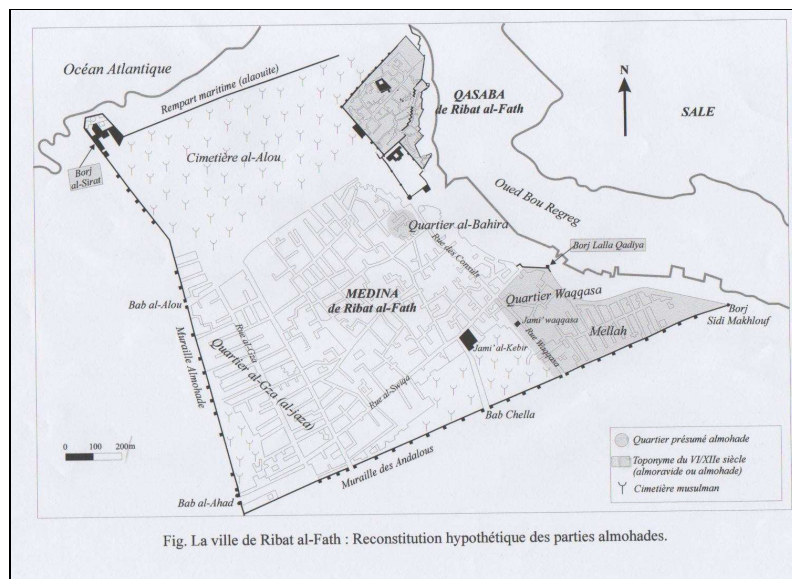 Océan Atlantique
Rempart maritime (alaouite)
QASABA
de Ribat al-Fath
N
SALE
Cimetière al-Alou
Borj
al-Sirat
Oued Bou Regreg
Quartier al-Bahira
Rue des Consuls
Borj Lalla Qadiya
Bab al-Alou
MEDINA
de Ribat al-Fath
Quartier Waqqasa
Borj
Sidi Makhlouf
Jami' waqqasa
Mellah
Muraille Almohade
Rue al-Gza
Quartier al-Gza (al-jaza)
Jami' al-Kebir
Rue Waqqasa
Rue al-Swiqa
Bab Chella
0 100 200m
Muraille des Andalous
Bab al-Ahad
Quartier présumé almohade
Toponyme du VI/XIIe siècle
(almoravide ou almohade)
Cimetière musulman
Fig. La ville de Ribat al-Fath : Reconstitution hypothétique des parties almohades.